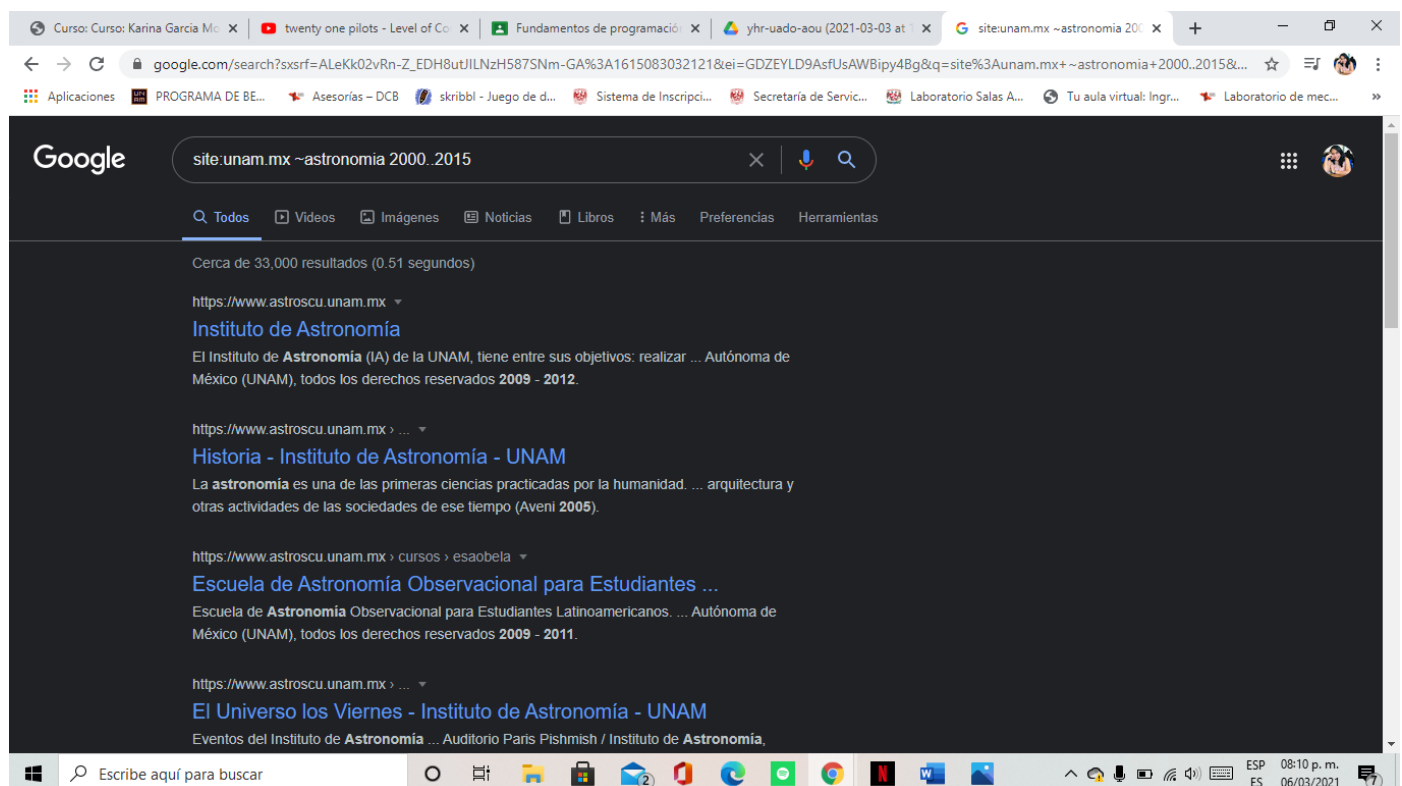 Curso: Curso: Karina Garcia Mo
twenty one pilots - Level of Co
Fundamentos de programación
yhr-uado-aou (2021-03-03 at 1
site:unam.mx ~astronomia 200
google.com/search?sxsrf=ALeKk02vRn-Z_EDH8utJILNzH587SNm-GA%3A1615083032121&ei=GDZEYLD9AsfUsAWBipy4Bg&q=site%3Aunam.mx+~astronomia+2000..2015&...
Aplicaciones PROGRAMA DE BE... Asesorías – DCB skribbl - Juego de d... Sistema de Inscripci... Secretaría de Servic... Laboratorio Salas A... Tu aula virtual: Ingr... Laboratorio de mec... »
Google
site:unam.mx ~astronomia 2000..2015
Todos Videos Imágenes Noticias Libros Más Preferencias Herramientas
Cerca de 33,000 resultados (0.51 segundos)
https://www.astroscu.unam.mx
Instituto de Astronomía
El Instituto de Astronomía (IA) de la UNAM, tiene entre sus objetivos: realizar ... Autónoma de
México (UNAM), todos los derechos reservados 2009 - 2012.
https://www.astroscu.unam.mx › ...
Historia - Instituto de Astronomía - UNAM
La astronomía es una de las primeras ciencias practicadas por la humanidad. ... arquitectura y
otras actividades de las sociedades de ese tiempo (Aveni 2005).
https://www.astroscu.unam.mx › cursos › esaobela
Escuela de Astronomía Observacional para Estudiantes ...
Escuela de Astronomía Observacional para Estudiantes Latinoamericanos. ... Autónoma de
México (UNAM), todos los derechos reservados 2009 - 2011.
https://www.astroscu.unam.mx › ...
El Universo los Viernes - Instituto de Astronomía - UNAM
Eventos del Instituto de Astronomía ... Auditorio Paris Pishmish / Instituto de Astronomía,
Escribe aquí para buscar
2
ESP
ES
08:10 p. m.
06/03/2021
7